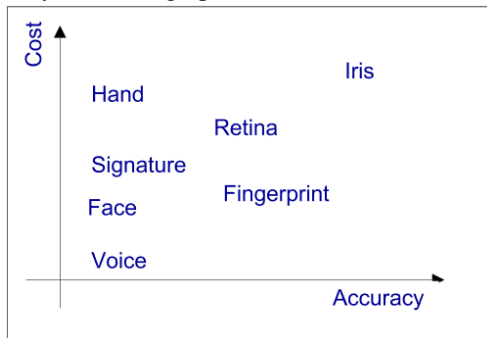 Cost
Iris
Hand
Retina
Signature
Fingerprint
Face
Voice
Accuracy